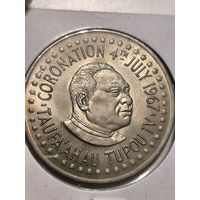 CORONATION 4TH JULY 1967
TAUFA'AHAU TUPOU IV